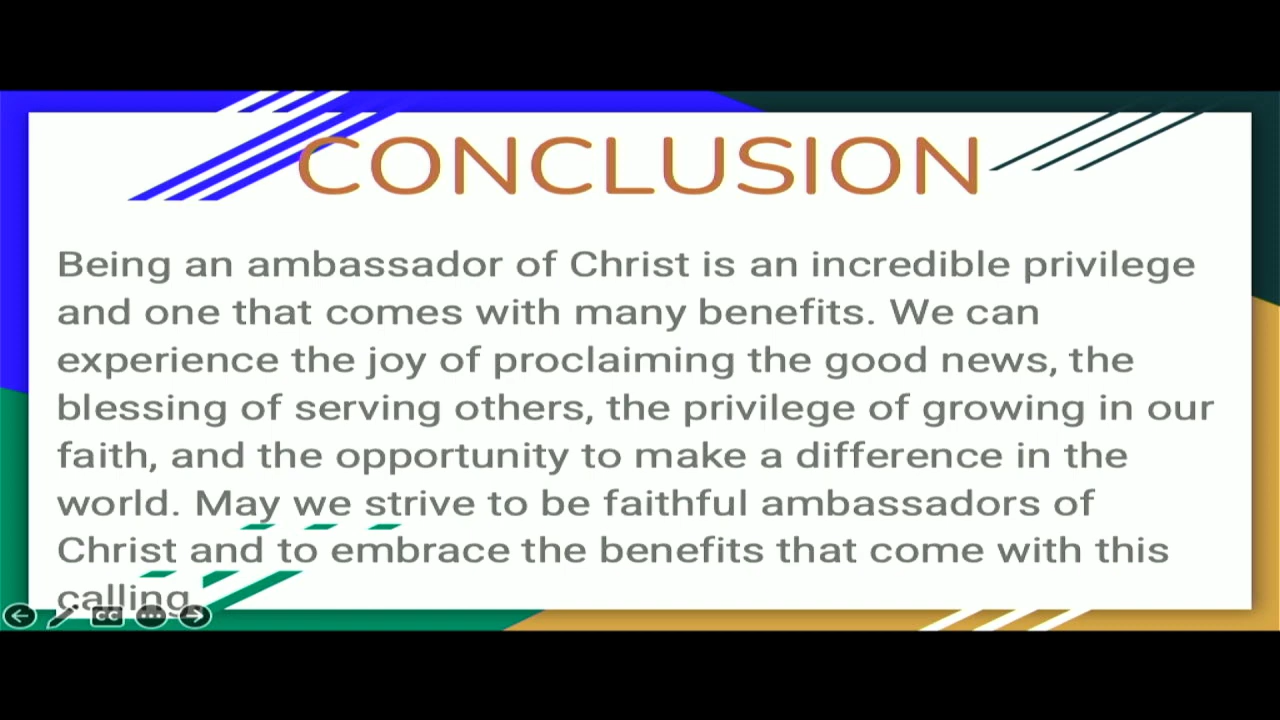 CONCLUSION
Being an ambassador of Christ is an incredible privilege
and one that comes with many benefits. We can
experience the joy of proclaiming the good news, the
blessing of serving others, the privilege of growing in our
faith, and the opportunity to make a difference in the
world. May we strive to be faithful ambassadors of
Christ and to embrace the benefits that come with this
calling.
CC